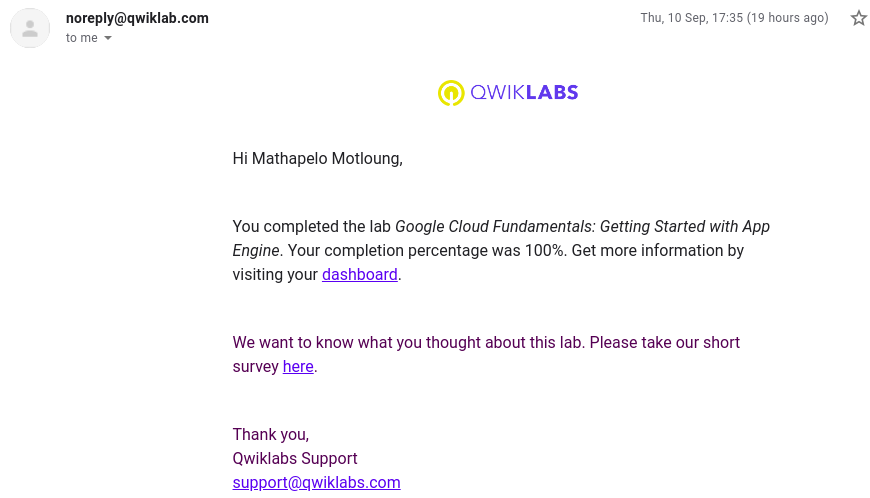 noreply@qwiklab.com
Thu, 10 Sep, 17:35 (19 hours ago)
to me
QWIKLABS
Hi Mathapelo Motloung,
You completed the lab Google Cloud Fundamentals: Getting Started with App
Engine. Your completion percentage was 100%. Get more information by
visiting your dashboard.
We want to know what you thought about this lab. Please take our short
survey here.
Thank you,
Qwiklabs Support
support@qwiklabs.com